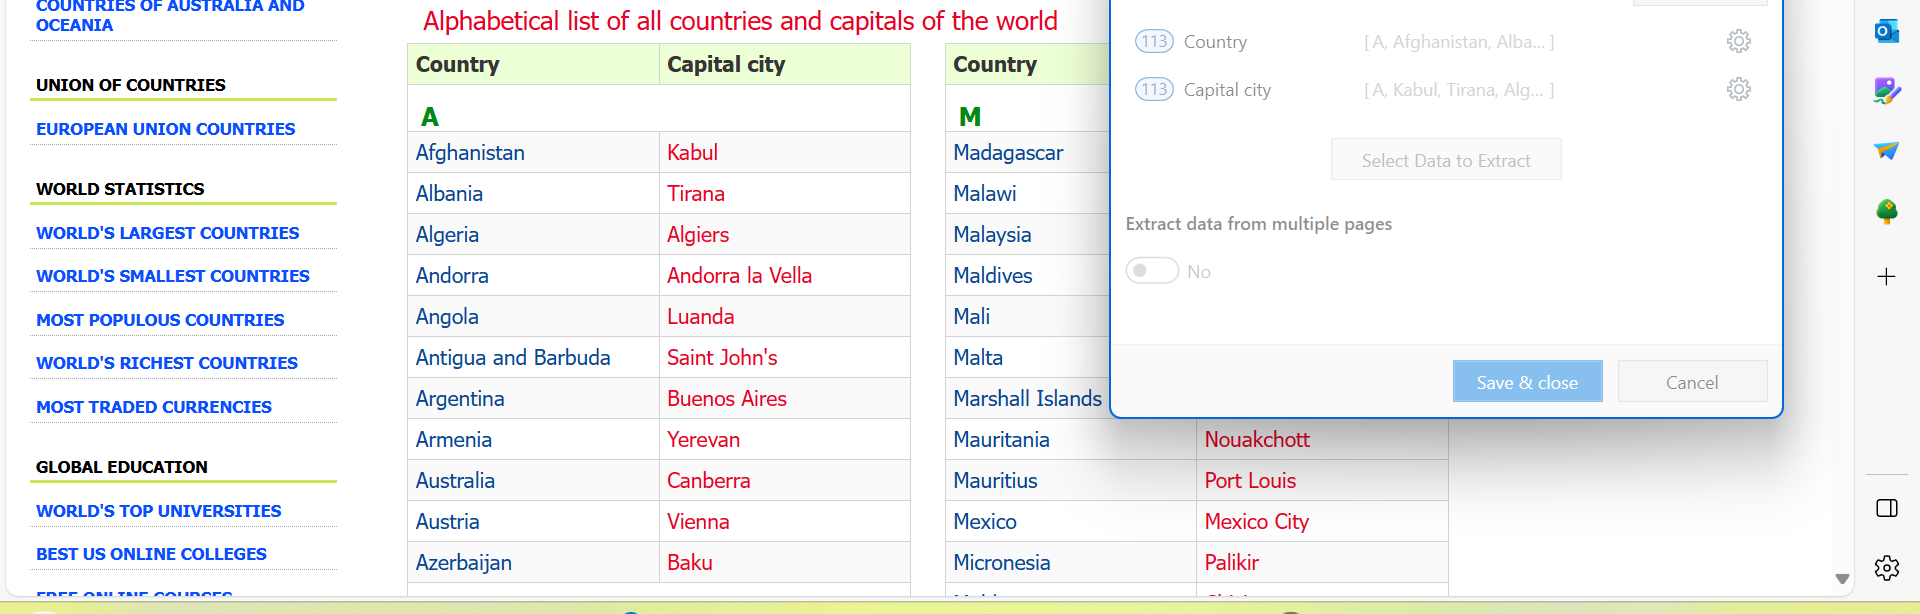 COUNTRIES OF AUSTRALIA AND
OCEANIA
UNION OF COUNTRIES
EUROPEAN UNION COUNTRIES
WORLD STATISTICS
WORLD'S LARGEST COUNTRIES
WORLD'S SMALLEST COUNTRIES
MOST POPULOUS COUNTRIES
WORLD'S RICHEST COUNTRIES
MOST TRADED CURRENCIES
GLOBAL EDUCATION
WORLD'S TOP UNIVERSITIES
BEST US ONLINE COLLEGES
FREE ONLINE COURSES
Alphabetical list of all countries and capitals of the world
Country Capital city
A
Afghanistan Kabul
Albania Tirana
Algeria Algiers
Andorra Andorra la Vella
Angola Luanda
Antigua and Barbuda Saint John's
Argentina Buenos Aires
Armenia Yerevan
Australia Canberra
Austria Vienna
Azerbaijan Baku
Country
M
Madagascar
Malawi
Malaysia
Maldives
Mali
Malta
Marshall Islands
Mauritania Nouakchott
Mauritius Port Louis
Mexico Mexico City
Micronesia Palikir
113 Country [ A, Afghanistan, Alba... ]
113 Capital city [ A, Kabul, Tirana, Alg... ]
Select Data to Extract
Extract data from multiple pages
No
Save & close Cancel